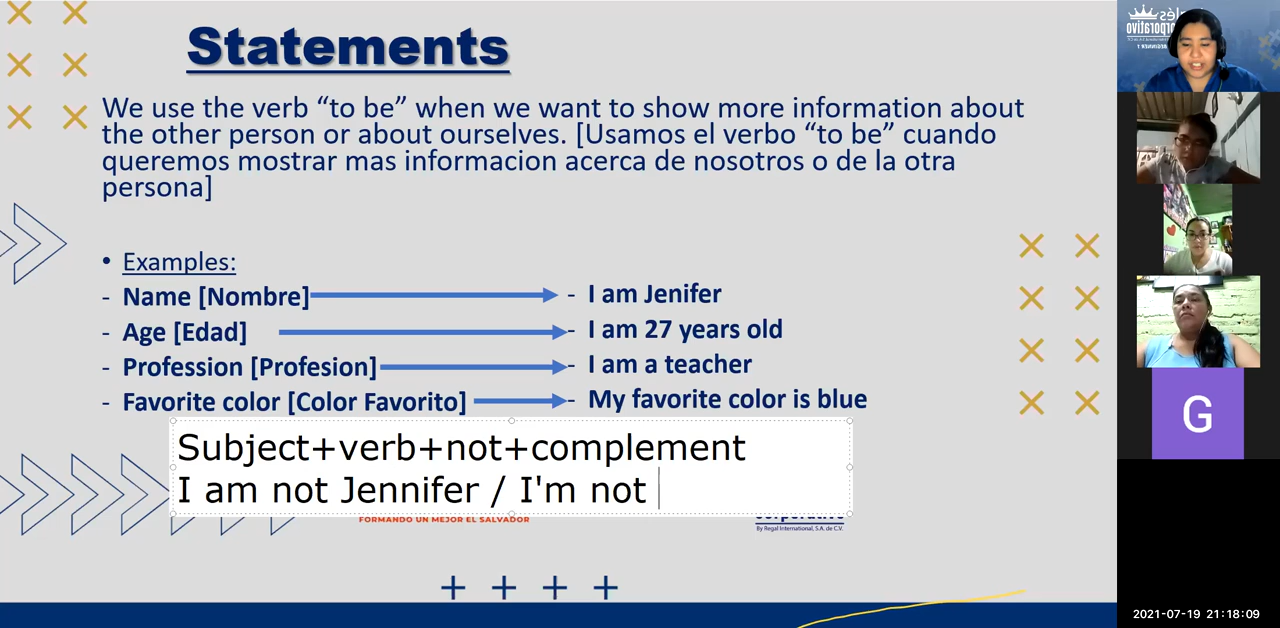 Statements
We use the verb “to be” when we want to show more information about
the other person or about ourselves. [Usamos el verbo “to be” cuando
queremos mostrar mas informacion acerca de nosotros o de la otra
persona]
• Examples:
- Name [Nombre] - I am Jenifer
- Age [Edad] - I am 27 years old
- Profession [Profesion] - I am a teacher
- Favorite color [Color Favorito] - My favorite color is blue
Subject+verb+not+complement
I am not Jennifer / I'm not
FORMANDO UN MEJOR EL SALVADOR
By Regal International, S.A. de C.V.
G
2021-07-19 21:18:09